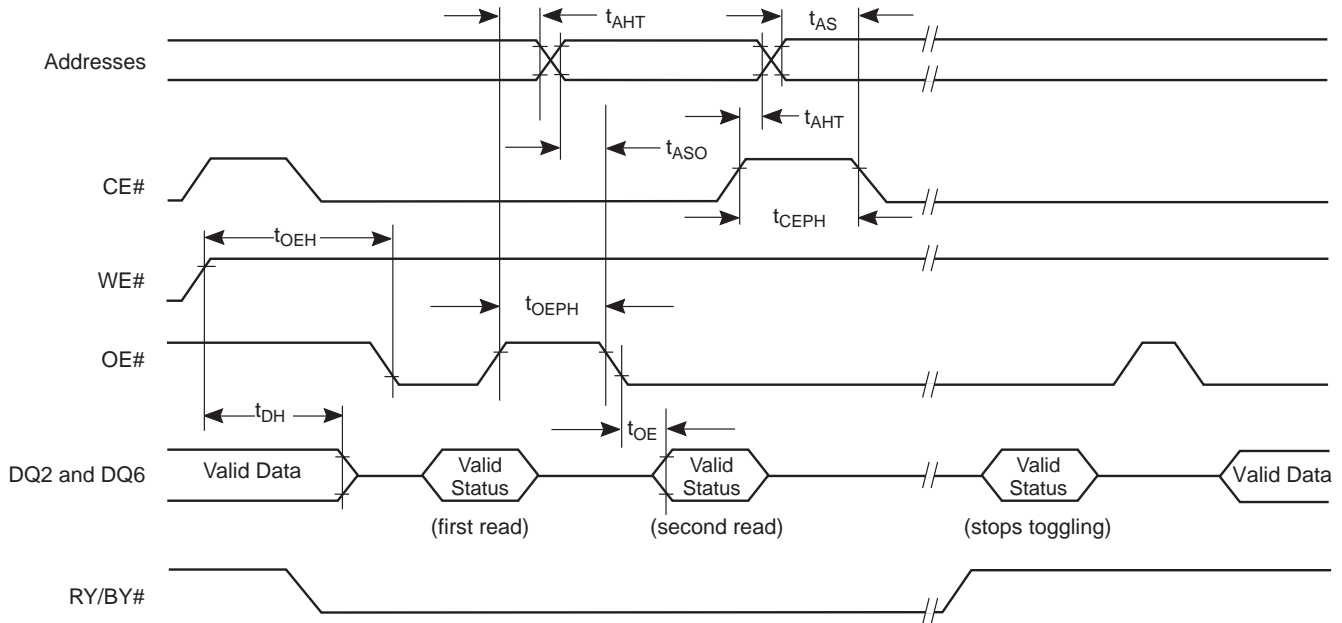 tAHT
tAS
Addresses
tAHT
tASO
CE#
tCEPH
tOEH
WE#
tOEPH
OE#
tDH
tOE
DQ2 and DQ6
Valid Data
Valid
Status
Valid
Status
Valid
Status
Valid Data
(first read)
(second read)
(stops toggling)
RY/BY#